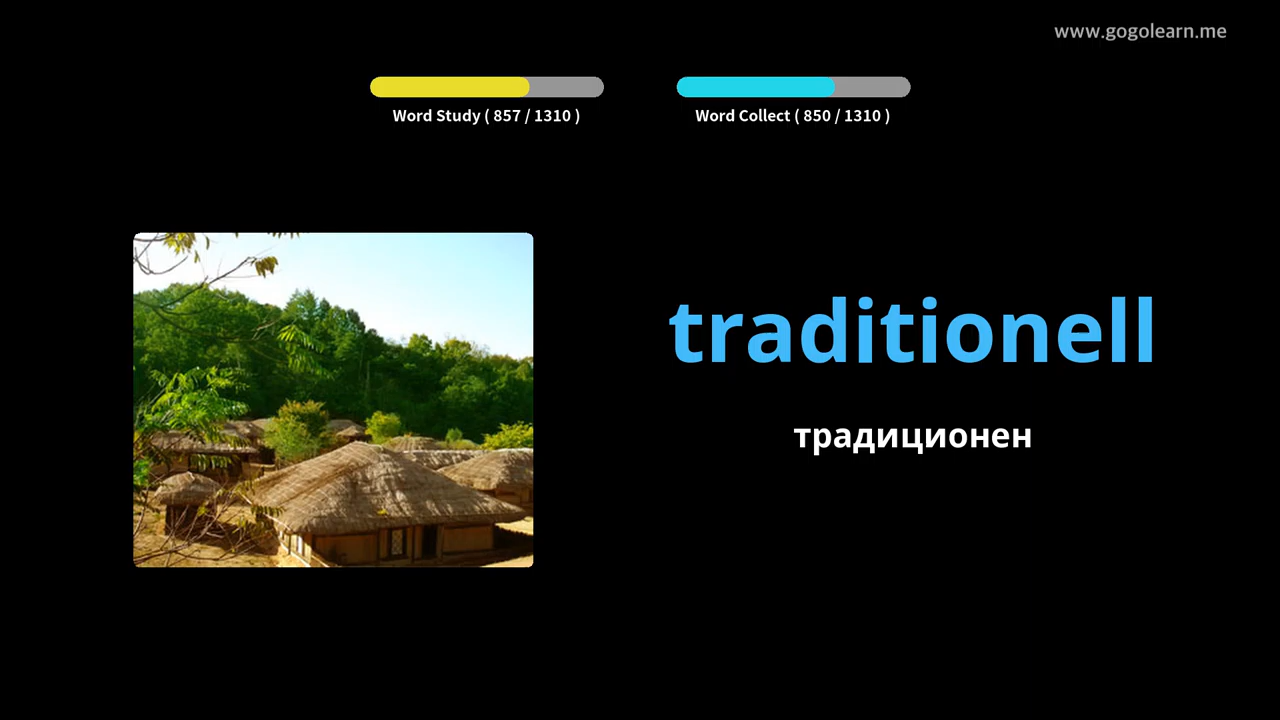 www.gogolearn.me
Word Study ( 857 / 1310 )
Word Collect ( 850 / 1310 )
traditionell
традиционен